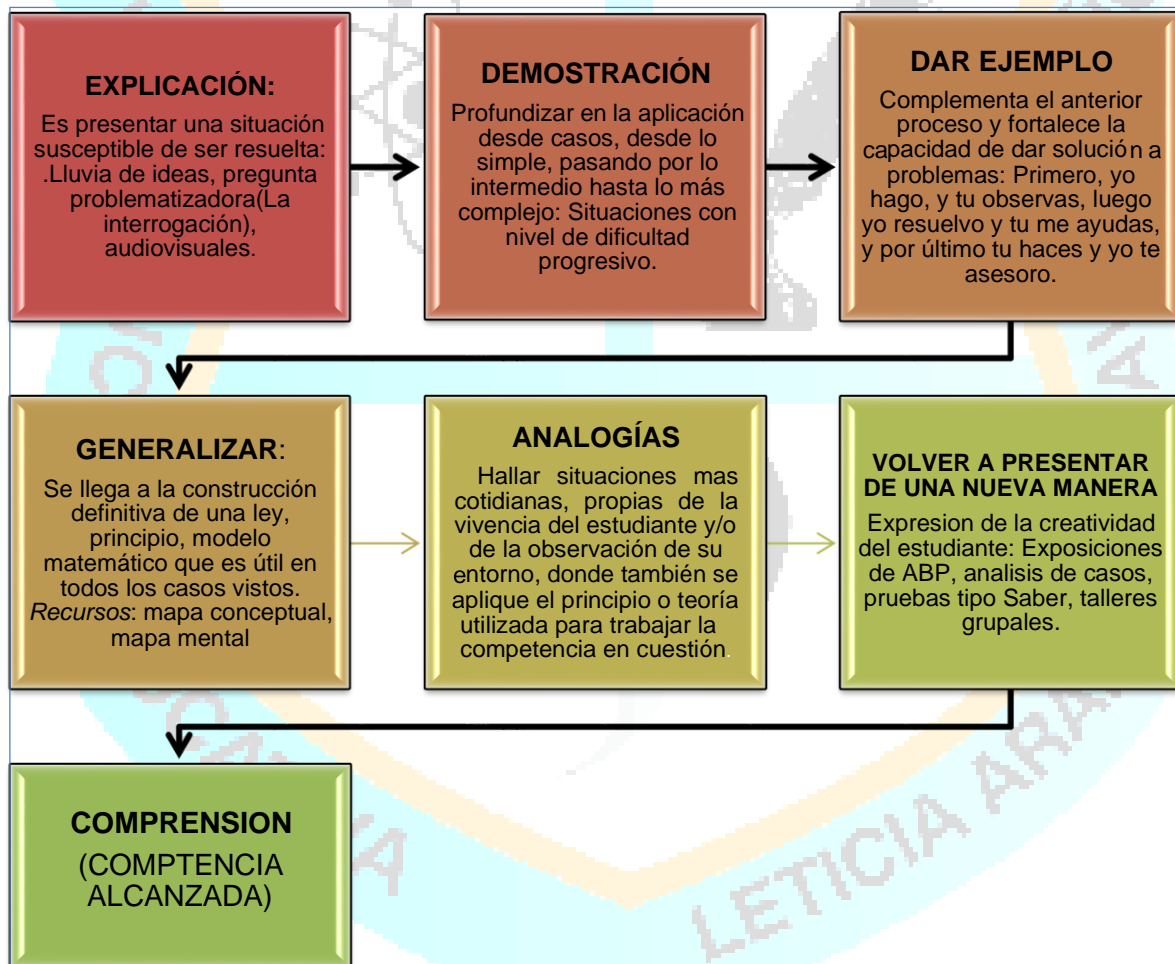 EXPLICACIÓN:
Es presentar una situación
susceptible de ser resuelta:
.Lluvia de ideas, pregunta
problematizadora(La
interrogación),
audiovisuales.
DEMOSTRACIÓN
Profundizar en la aplicación
desde casos, desde lo
simple, pasando por lo
intermedio hasta lo más
complejo: Situaciones con
nivel de dificultad
progresivo.
DAR EJEMPLO
Complementa el anterior
proceso y fortalece la
capacidad de dar solución a
problemas: Primero, yo
hago, y tu observas, luego
yo resuelvo y tu me ayudas,
y por último tu haces y yo te
asesoro.
GENERALIZAR:
Se llega a la construcción
definitiva de una ley,
principio, modelo
matemático que es útil en
todos los casos vistos.
Recursos: mapa conceptual,
mapa mental
ANALOGÍAS
Hallar situaciones mas
cotidianas, propias de la
vivencia del estudiante y/o
de la observación de su
entorno, donde también se
aplique el principio o teoría
utilizada para trabajar la
competencia en cuestión.
VOLVER A PRESENTAR
DE UNA NUEVA MANERA
Expresion de la creatividad
del estudiante: Exposiciones
de ABP, analisis de casos,
pruebas tipo Saber, talleres
grupales.
COMPRENSION
(COMPTENCIA
ALCANZADA)
LETICIA